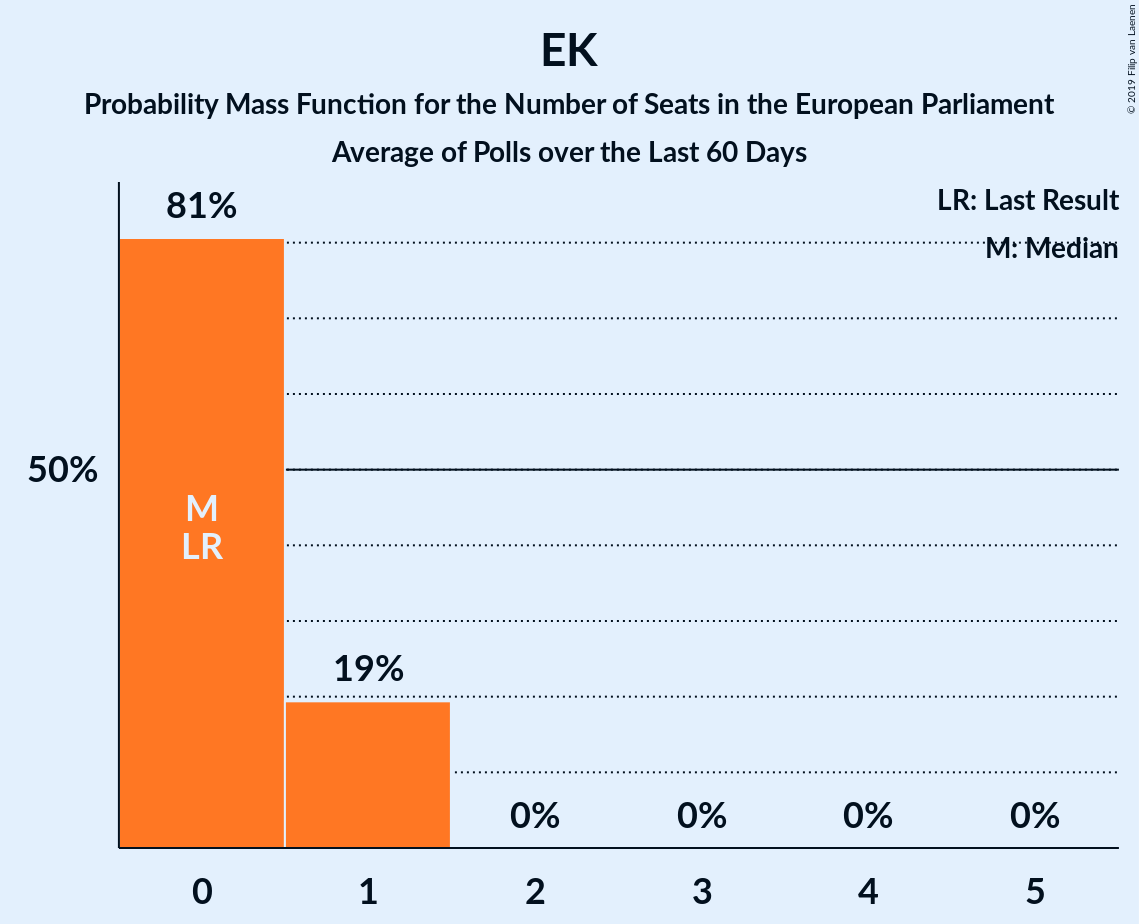 EK
Probability Mass Function for the Number of Seats in the European Parliament
Average of Polls over the Last 60 Days
© 2019 Filip van Laenen
LR: Last Result
M: Median
81%
50%
M
LR
19%
0% 0% 0% 0%
0 1 2 3 4 5